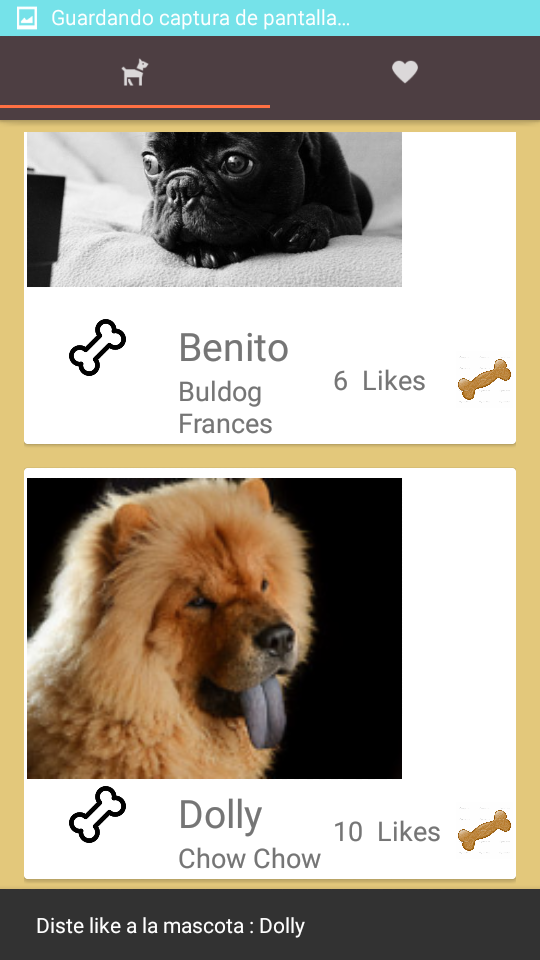 Guardando captura de pantalla...
Benito
Buldog
Frances
6 Likes
Dolly
Chow Chow
10 Likes
Diste like a la mascota : Dolly